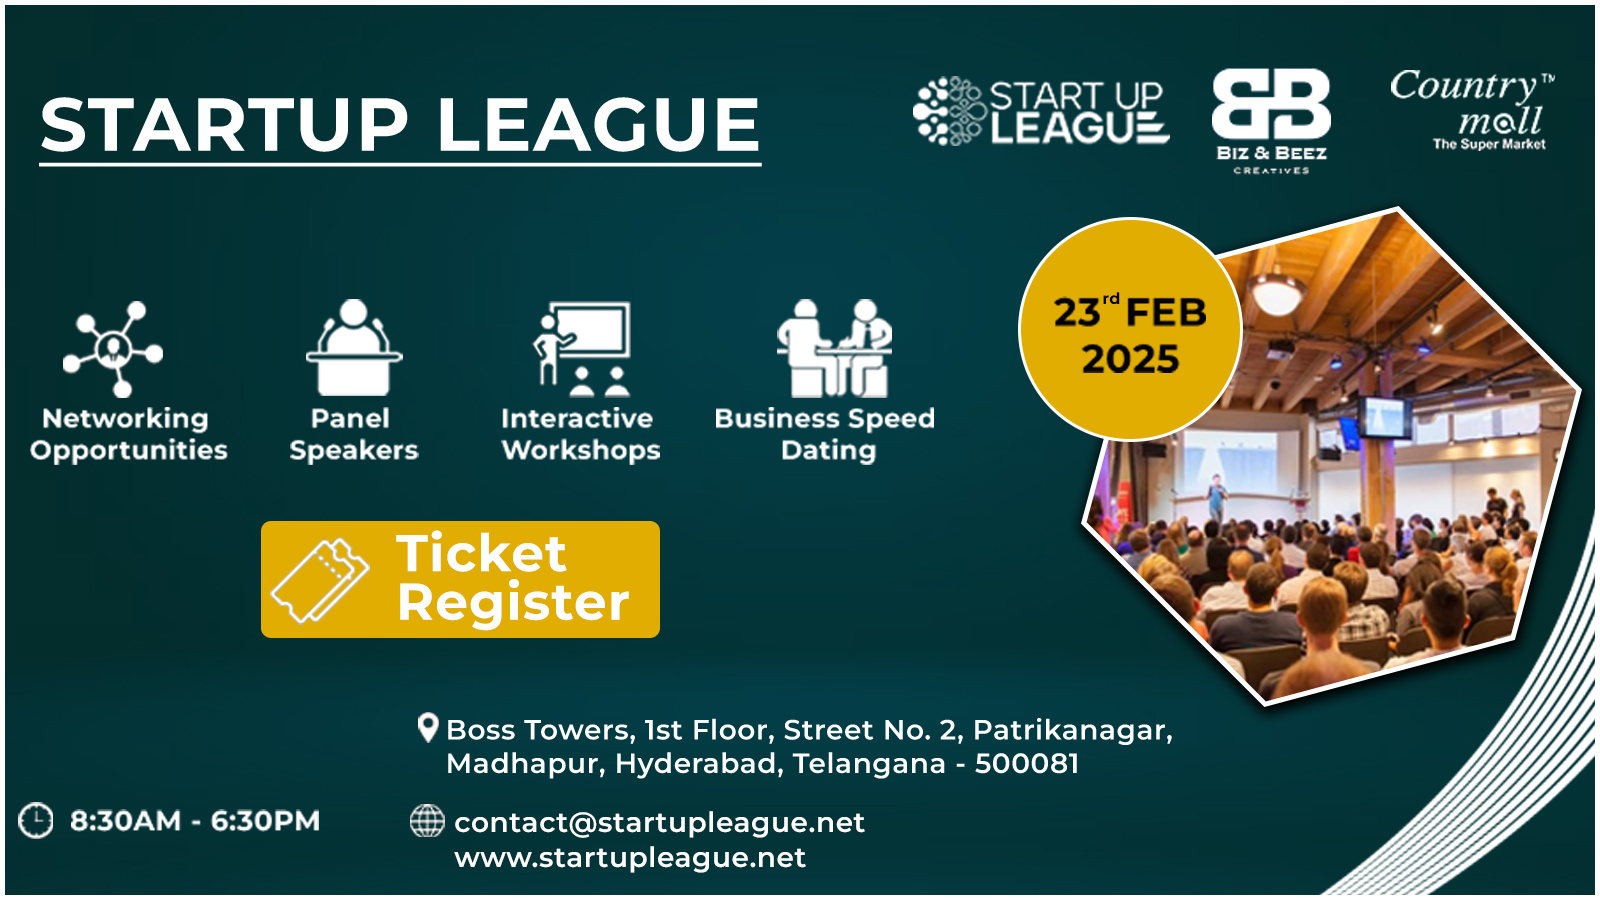 STARTUP LEAGUE
START UP
LEAGUE
BB
BIZ & BEEZ
CREATIVES
Country™
mall
The Super Market
23rd FEB
2025
Networking
Opportunities
Panel
Speakers
Interactive
Workshops
Business Speed
Dating
Ticket
Register
Boss Towers, 1st Floor, Street No. 2, Patrikanagar,
Madhapur, Hyderabad, Telangana - 500081
8:30AM - 6:30PM
contact@startupleague.net
www.startupleague.net